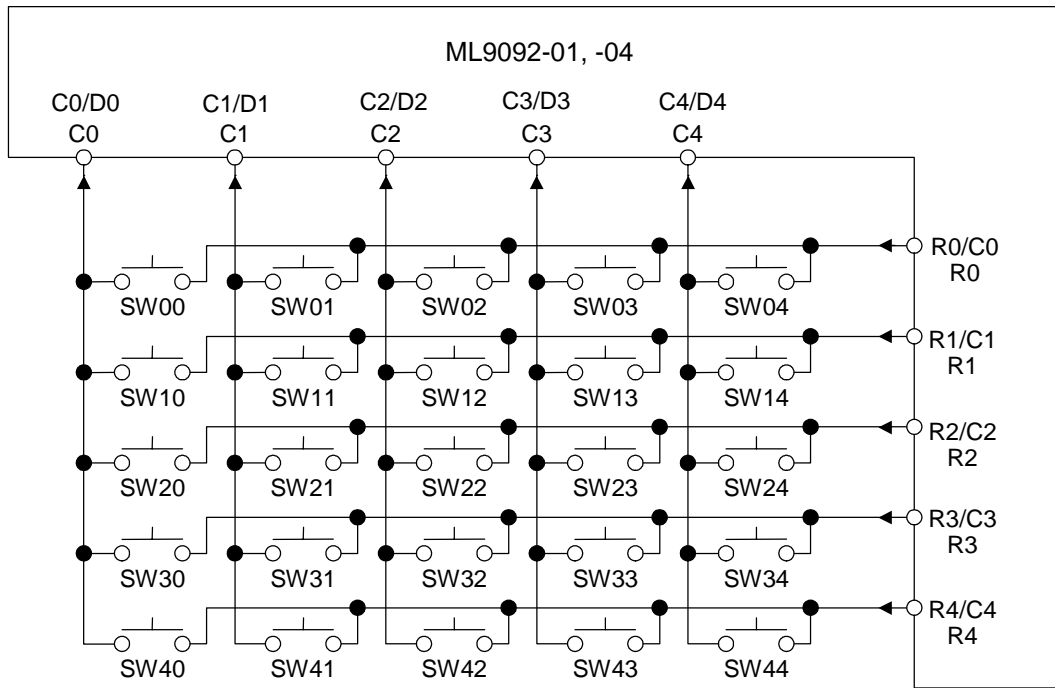 ML9092-01, -04
C0/D0 C1/D1 C2/D2 C3/D3 C4/D4
C0 C1 C2 C3 C4
R0/C0
R0
SW00 SW01 SW02 SW03 SW04
R1/C1
R1
SW10 SW11 SW12 SW13 SW14
R2/C2
R2
SW20 SW21 SW22 SW23 SW24
R3/C3
R3
SW30 SW31 SW32 SW33 SW34
R4/C4
R4
SW40 SW41 SW42 SW43 SW44